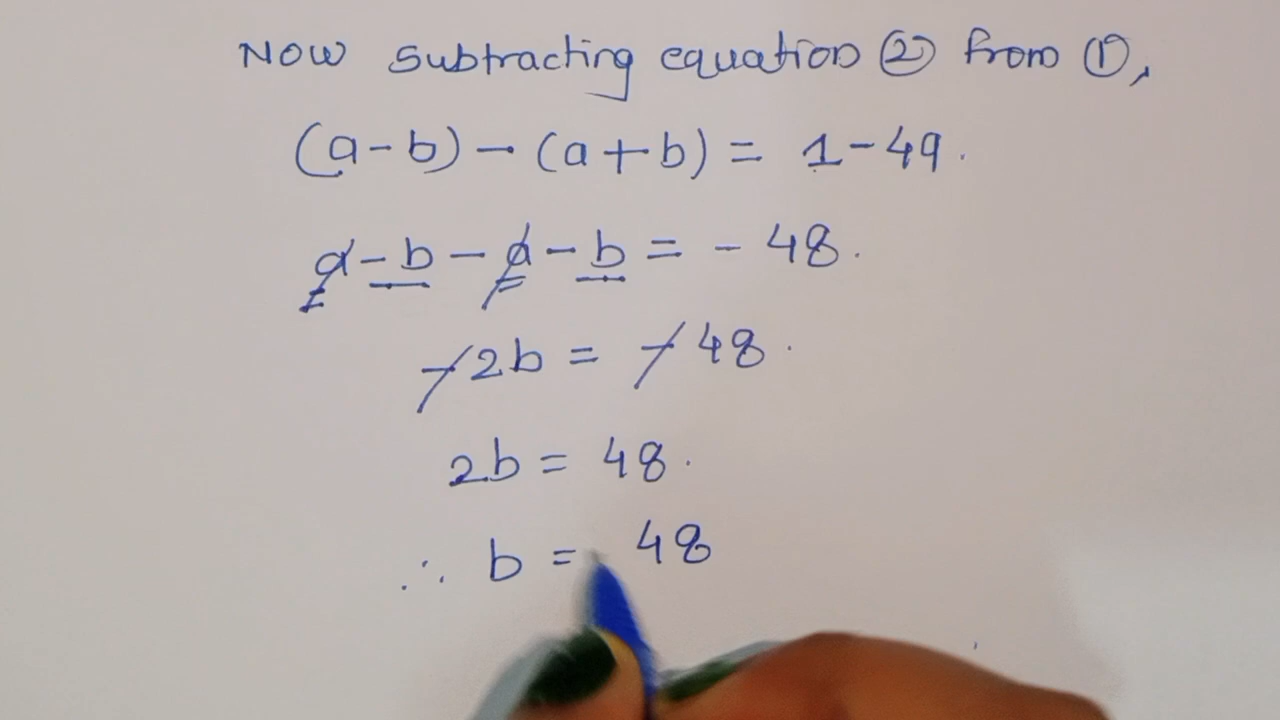 Now subtracting equation ② from ①,
(a-b)-(a+b) = 1-49.
a-b-a-b = -48.
-2b = -48.
2b = 48.
∴ b = 48